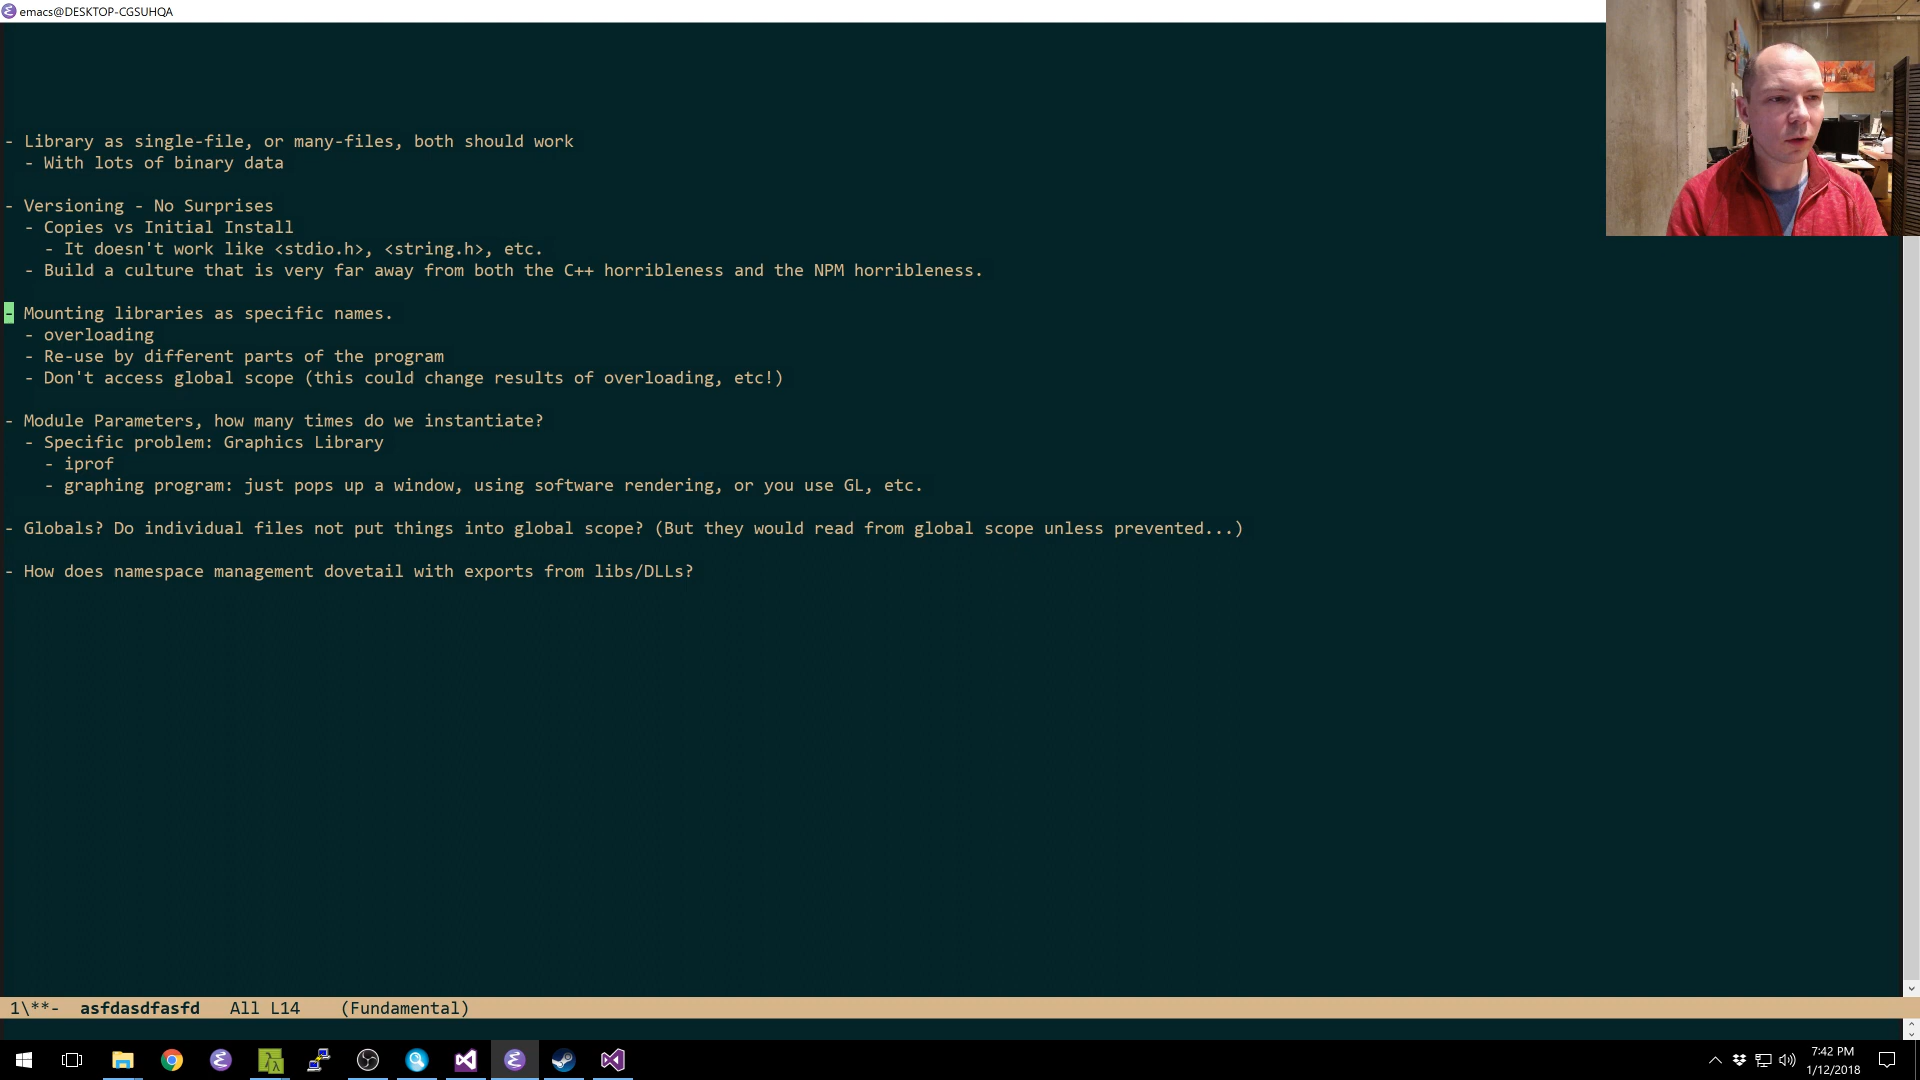 emacs@DESKTOP-CGSUHQA
- Library as single-file, or many-files, both should work
- With lots of binary data
- Versioning - No Surprises
- Copies vs Initial Install
- It doesn't work like <stdio.h>, <string.h>, etc.
- Build a culture that is very far away from both the C++ horribleness and the NPM horribleness.
- Mounting libraries as specific names.
- overloading
- Re-use by different parts of the program
- Don't access global scope (this could change results of overloading, etc!)
- Module Parameters, how many times do we instantiate?
- Specific problem: Graphics Library
- iprof
- graphing program: just pops up a window, using software rendering, or you use GL, etc.
- Globals? Do individual files not put things into global scope? (But they would read from global scope unless prevented...)
- How does namespace management dovetail with exports from libs/DLLs?
1\**-  asfdasdfasfd   All L14    (Fundamental)
7:42 PM
1/12/2018